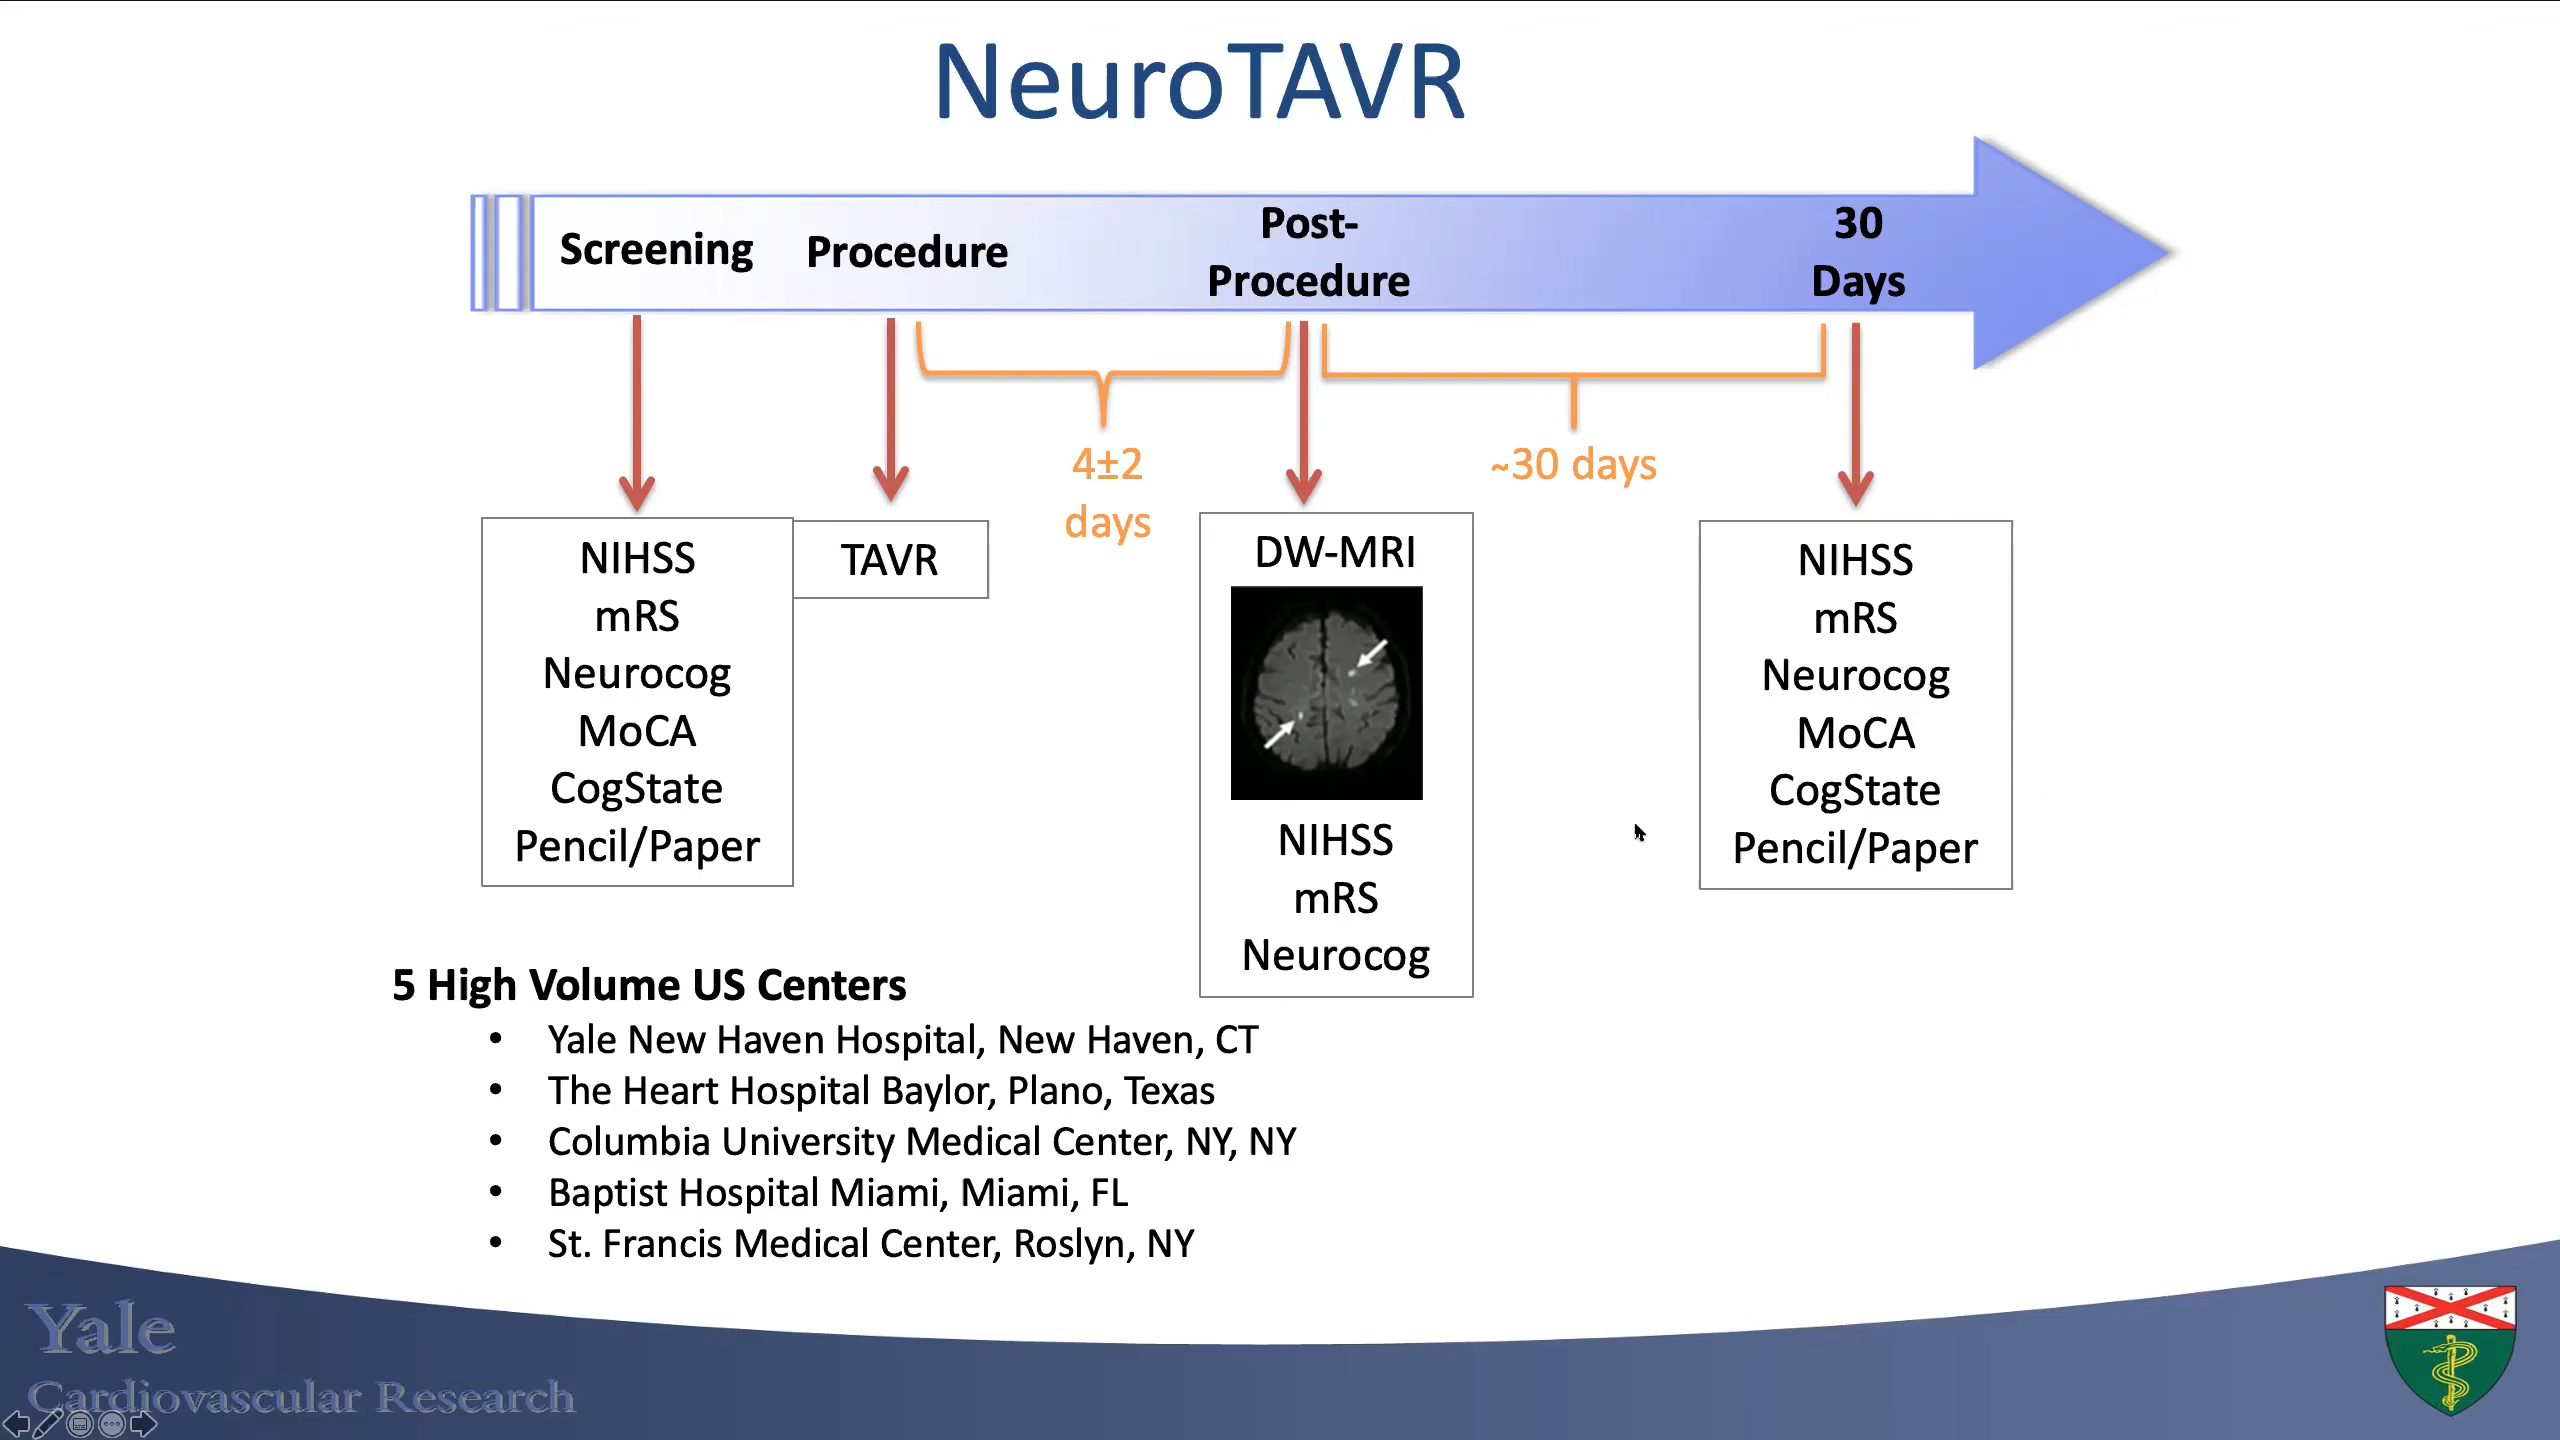 NeuroTAVR
Screening
Procedure
Post-
Procedure
30
Days
4±2
days
~30 days
NIHSS
mRS
Neurocog
MoCA
CogState
Pencil/Paper
TAVR
DW-MRI
NIHSS
mRS
Neurocog
NIHSS
mRS
Neurocog
MoCA
CogState
Pencil/Paper
5 High Volume US Centers
• Yale New Haven Hospital, New Haven, CT
• The Heart Hospital Baylor, Plano, Texas
• Columbia University Medical Center, NY, NY
• Baptist Hospital Miami, Miami, FL
• St. Francis Medical Center, Roslyn, NY
Yale
Cardiovascular Research